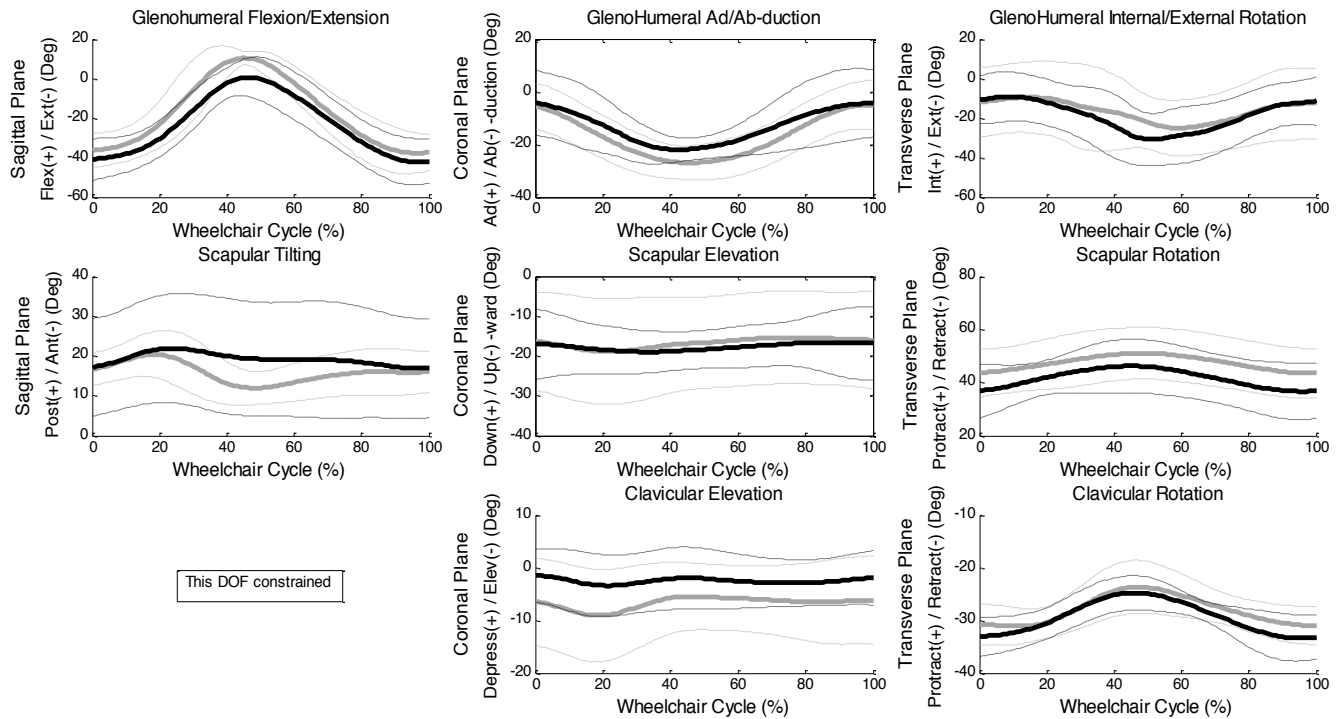 Glenohumeral Flexion/Extension
Sagittal Plane
Flex(+) / Ext(-) (Deg)
20
0
-20
-40
-60
0 20 40 60 80 100
Wheelchair Cycle (%)
GlenoHumeral Ad/Ab-duction
Coronal Plane
Ad(+) / Ab(-) -duction (Deg)
20
0
-20
-40
0 20 40 60 80 100
Wheelchair Cycle (%)
GlenoHumeral Internal/External Rotation
Transverse Plane
Int(+) / Ext(-) (Deg)
20
0
-20
-40
-60
0 20 40 60 80 100
Wheelchair Cycle (%)
Scapular Tilting
Sagittal Plane
Post(+) / Ant(-) (Deg)
40
30
20
10
0
0 20 40 60 80 100
Wheelchair Cycle (%)
Scapular Elevation
Coronal Plane
Down(+) / Up(-) -ward (Deg)
0
-10
-20
-30
-40
0 20 40 60 80 100
Wheelchair Cycle (%)
Scapular Rotation
Transverse Plane
Protract(+) / Retract(-) (Deg)
80
60
40
20
0 20 40 60 80 100
Wheelchair Cycle (%)
This DOF constrained
Clavicular Elevation
Coronal Plane
Depress(+) / Elev(-) (Deg)
10
0
-10
-20
0 20 40 60 80 100
Wheelchair Cycle (%)
Clavicular Rotation
Transverse Plane
Protract(+) / Retract(-) (Deg)
-10
-20
-30
-40
0 20 40 60 80 100
Wheelchair Cycle (%)